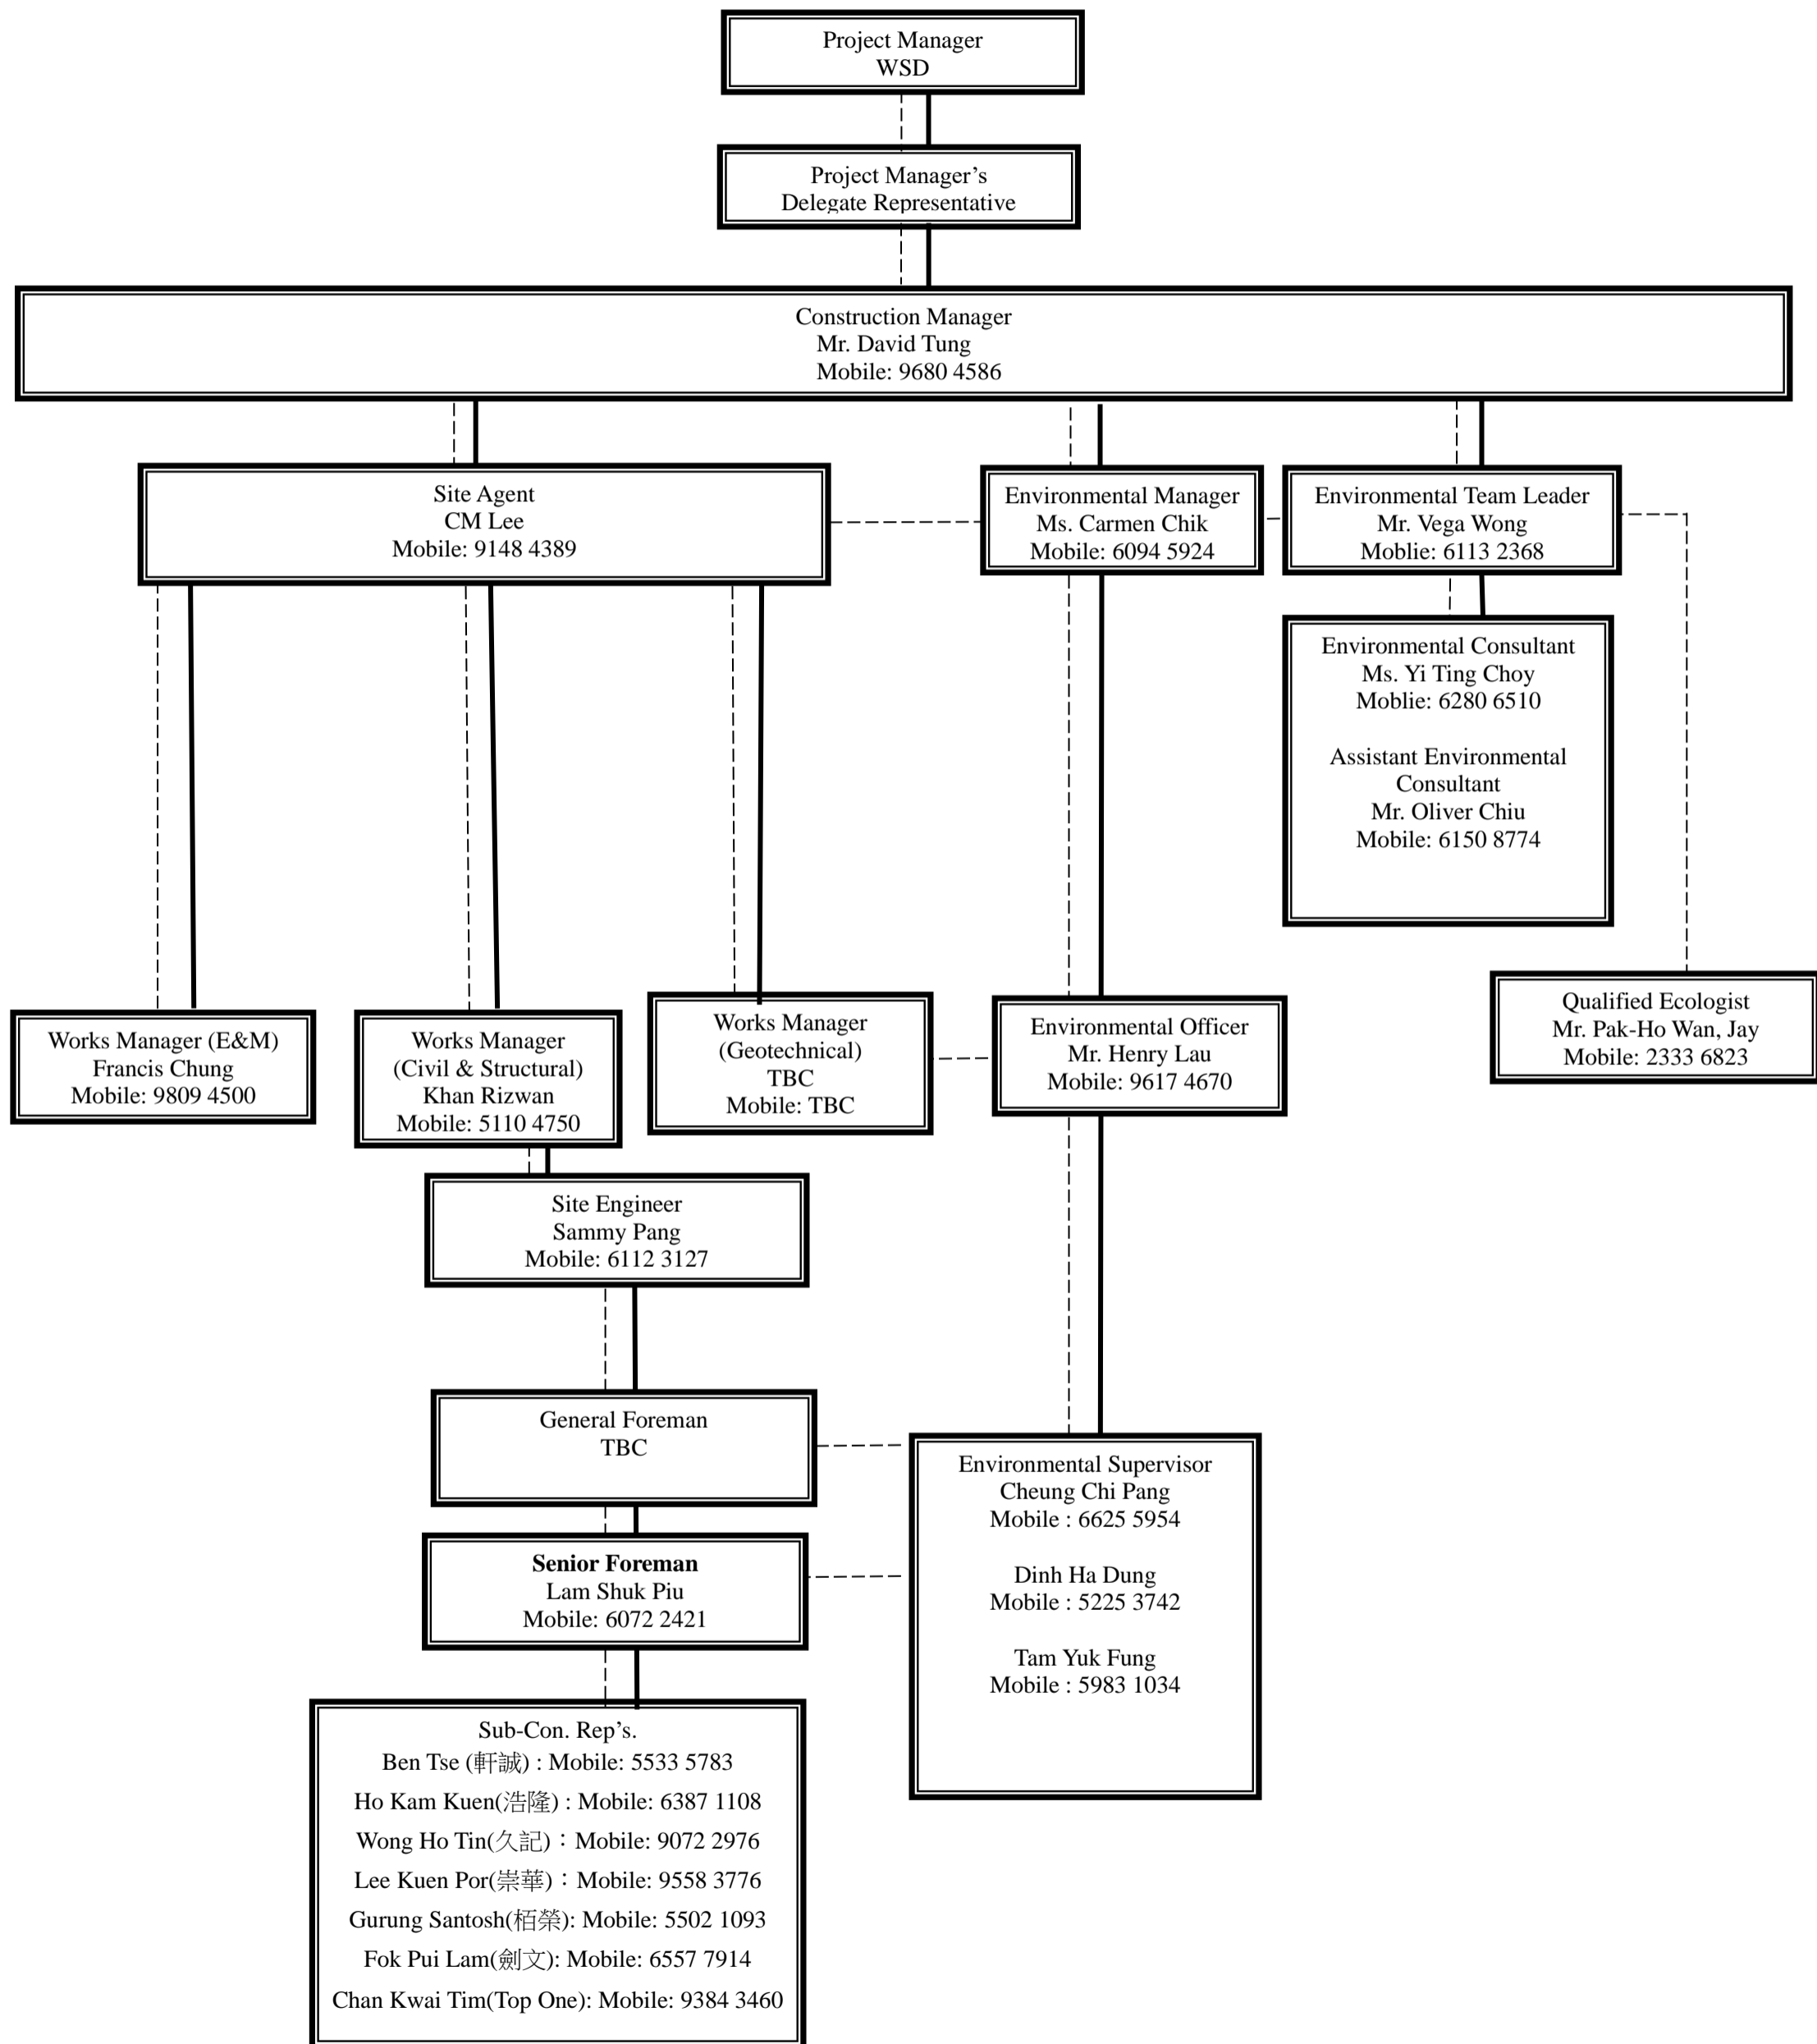 Project Manager
WSD
Project Manager’s
Delegate Representative
Construction Manager
Mr. David Tung
Mobile: 9680 4586
Site Agent
CM Lee
Mobile: 9148 4389
Environmental Manager
Ms. Carmen Chik
Mobile: 6094 5924
Environmental Team Leader
Mr. Vega Wong
Moblie: 6113 2368
Environmental Consultant
Ms. Yi Ting Choy
Moblie: 6280 6510
Assistant Environmental
Consultant
Mr. Oliver Chiu
Mobile: 6150 8774
Works Manager (E&M)
Francis Chung
Mobile: 9809 4500
Works Manager
(Civil & Structural)
Khan Rizwan
Mobile: 5110 4750
Works Manager
(Geotechnical)
TBC
Mobile: TBC
Environmental Officer
Mr. Henry Lau
Mobile: 9617 4670
Qualified Ecologist
Mr. Pak-Ho Wan, Jay
Mobile: 2333 6823
Site Engineer
Sammy Pang
Mobile: 6112 3127
General Foreman
TBC
Environmental Supervisor
Cheung Chi Pang
Mobile : 6625 5954
Dinh Ha Dung
Mobile : 5225 3742
Tam Yuk Fung
Mobile : 5983 1034
Senior Foreman
Lam Shuk Piu
Mobile: 6072 2421
Sub-Con. Rep’s.
Ben Tse (軒誠) : Mobile: 5533 5783
Ho Kam Kuen(浩隆) : Mobile: 6387 1108
Wong Ho Tin(久記)：Mobile: 9072 2976
Lee Kuen Por(崇華)：Mobile: 9558 3776
Gurung Santosh(栢榮): Mobile: 5502 1093
Fok Pui Lam(劍文): Mobile: 6557 7914
Chan Kwai Tim(Top One): Mobile: 9384 3460